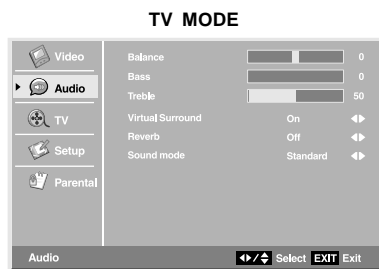 TV MODE
Video
Audio
TV
Setup
Parental
Balance 0
Bass 0
Treble 50
Virtual Surround On
Reverb Off
Sound mode Standard
Audio / Select EXIT Exit